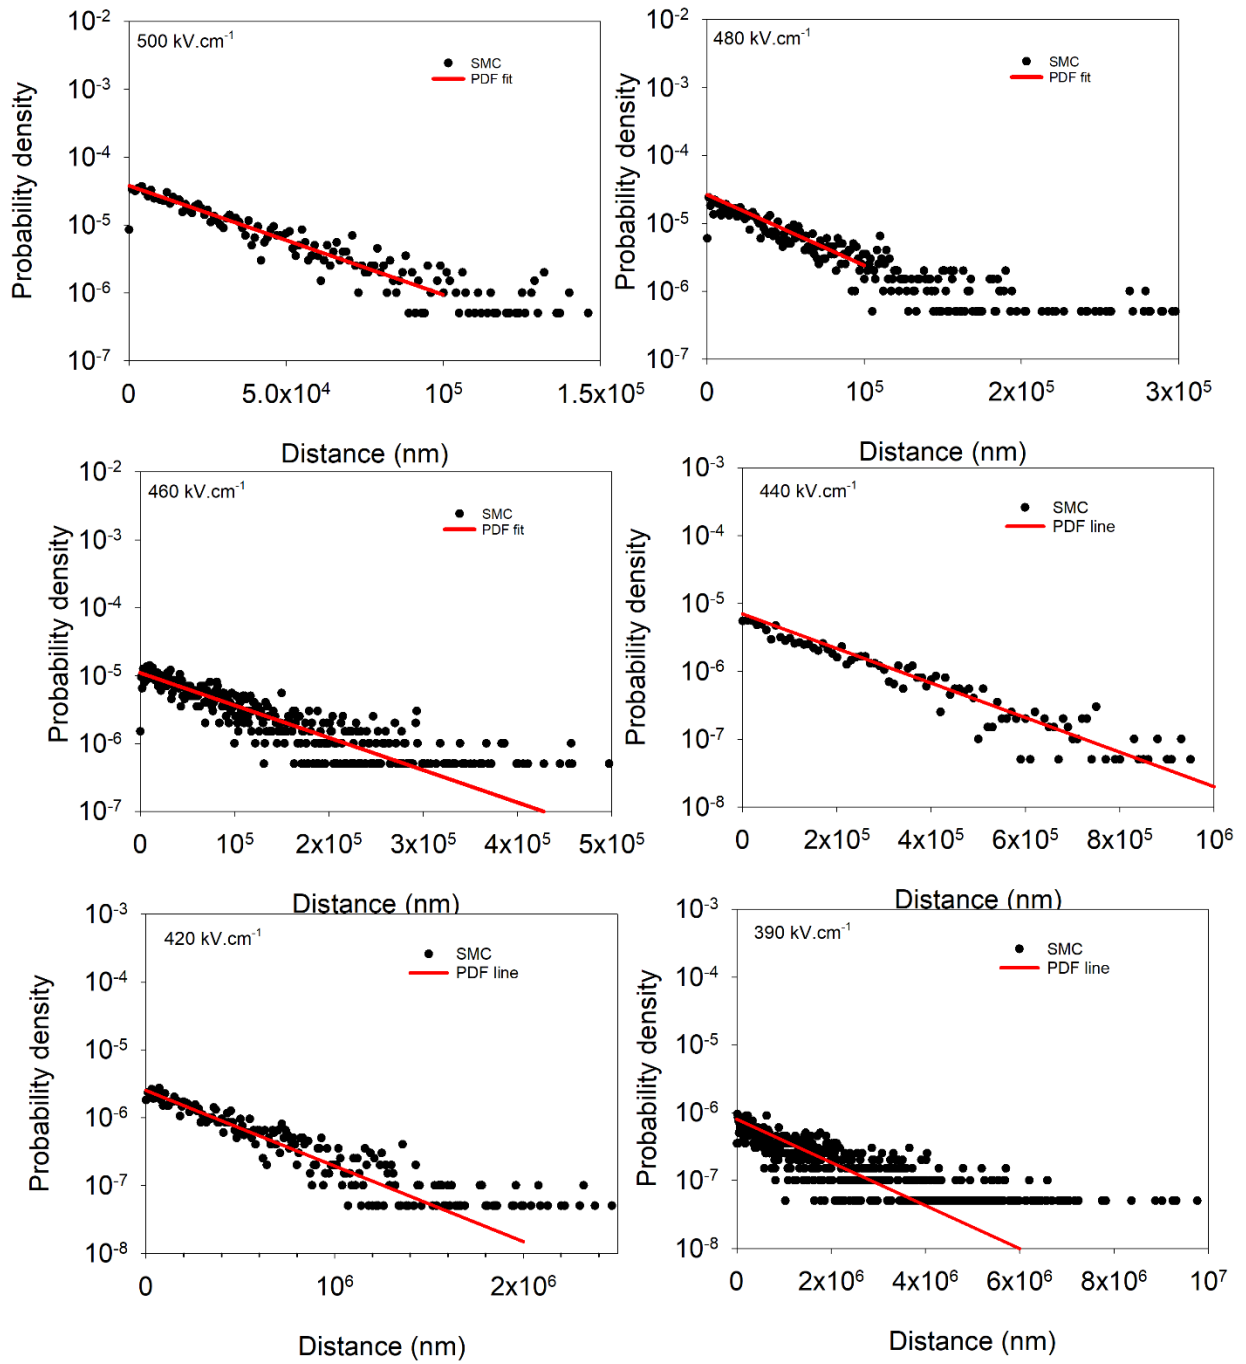 500 kV.cm⁻¹
SMC
PDF fit
Probability density
10⁻²
10⁻³
10⁻⁴
10⁻⁵
10⁻⁶
10⁻⁷
0
5.0x10⁴
10⁵
1.5x10⁵
Distance (nm)
480 kV.cm⁻¹
SMC
PDF fit
Probability density
10⁻²
10⁻³
10⁻⁴
10⁻⁵
10⁻⁶
10⁻⁷
0
10⁵
2x10⁵
3x10⁵
Distance (nm)
460 kV.cm⁻¹
SMC
PDF fit
Probability density
10⁻²
10⁻³
10⁻⁴
10⁻⁵
10⁻⁶
10⁻⁷
0
10⁵
2x10⁵
3x10⁵
4x10⁵
5x10⁵
Distance (nm)
440 kV.cm⁻¹
SMC
PDF line
Probability density
10⁻³
10⁻⁴
10⁻⁵
10⁻⁶
10⁻⁷
10⁻⁸
0
2x10⁵
4x10⁵
6x10⁵
8x10⁵
10⁶
Distance (nm)
420 kV.cm⁻¹
SMC
PDF line
Probability density
10⁻³
10⁻⁴
10⁻⁵
10⁻⁶
10⁻⁷
10⁻⁸
0
10⁶
2x10⁶
Distance (nm)
390 kV.cm⁻¹
SMC
PDF line
Probability density
10⁻³
10⁻⁴
10⁻⁵
10⁻⁶
10⁻⁷
10⁻⁸
0
2x10⁶
4x10⁶
6x10⁶
8x10⁶
10⁷
Distance (nm)